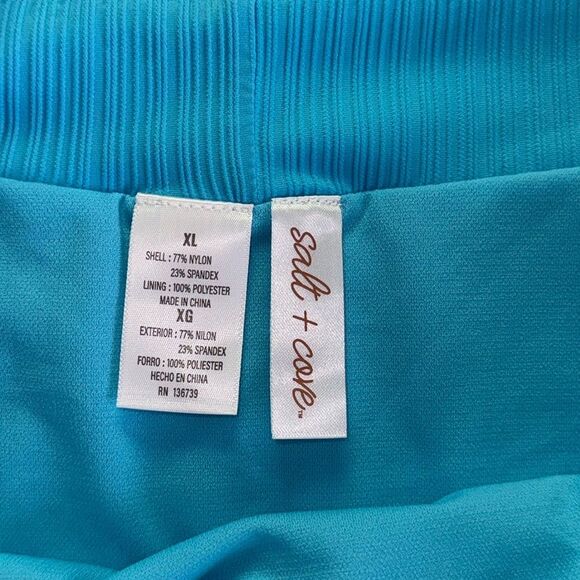 XL
SHELL : 77% NYLON
23% SPANDEX
LINING : 100% POLYESTER
MADE IN CHINA
XG
EXTERIOR : 77% NILON
23% SPANDEX
FORRO : 100% POLIESTER
HECHO EN CHINA
RN 136739
salt + cove™